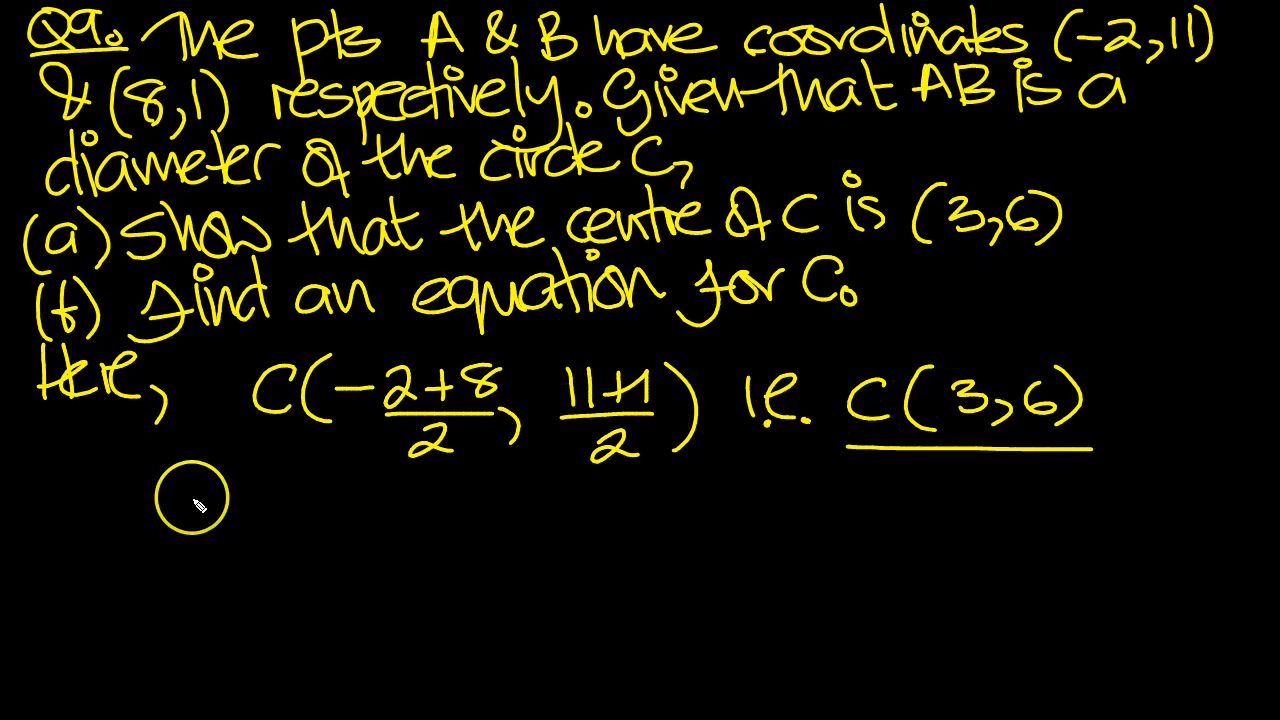 Q9. The pts A & B have coordinates (-2,11)
& (8,1) respectively. Given that AB is a
diameter of the circle C,
(a) Show that the centre of C is (3,6)
(b) Find an equation for C.
Here, C(-2+8/2, 11+1/2) i.e. C(3,6)